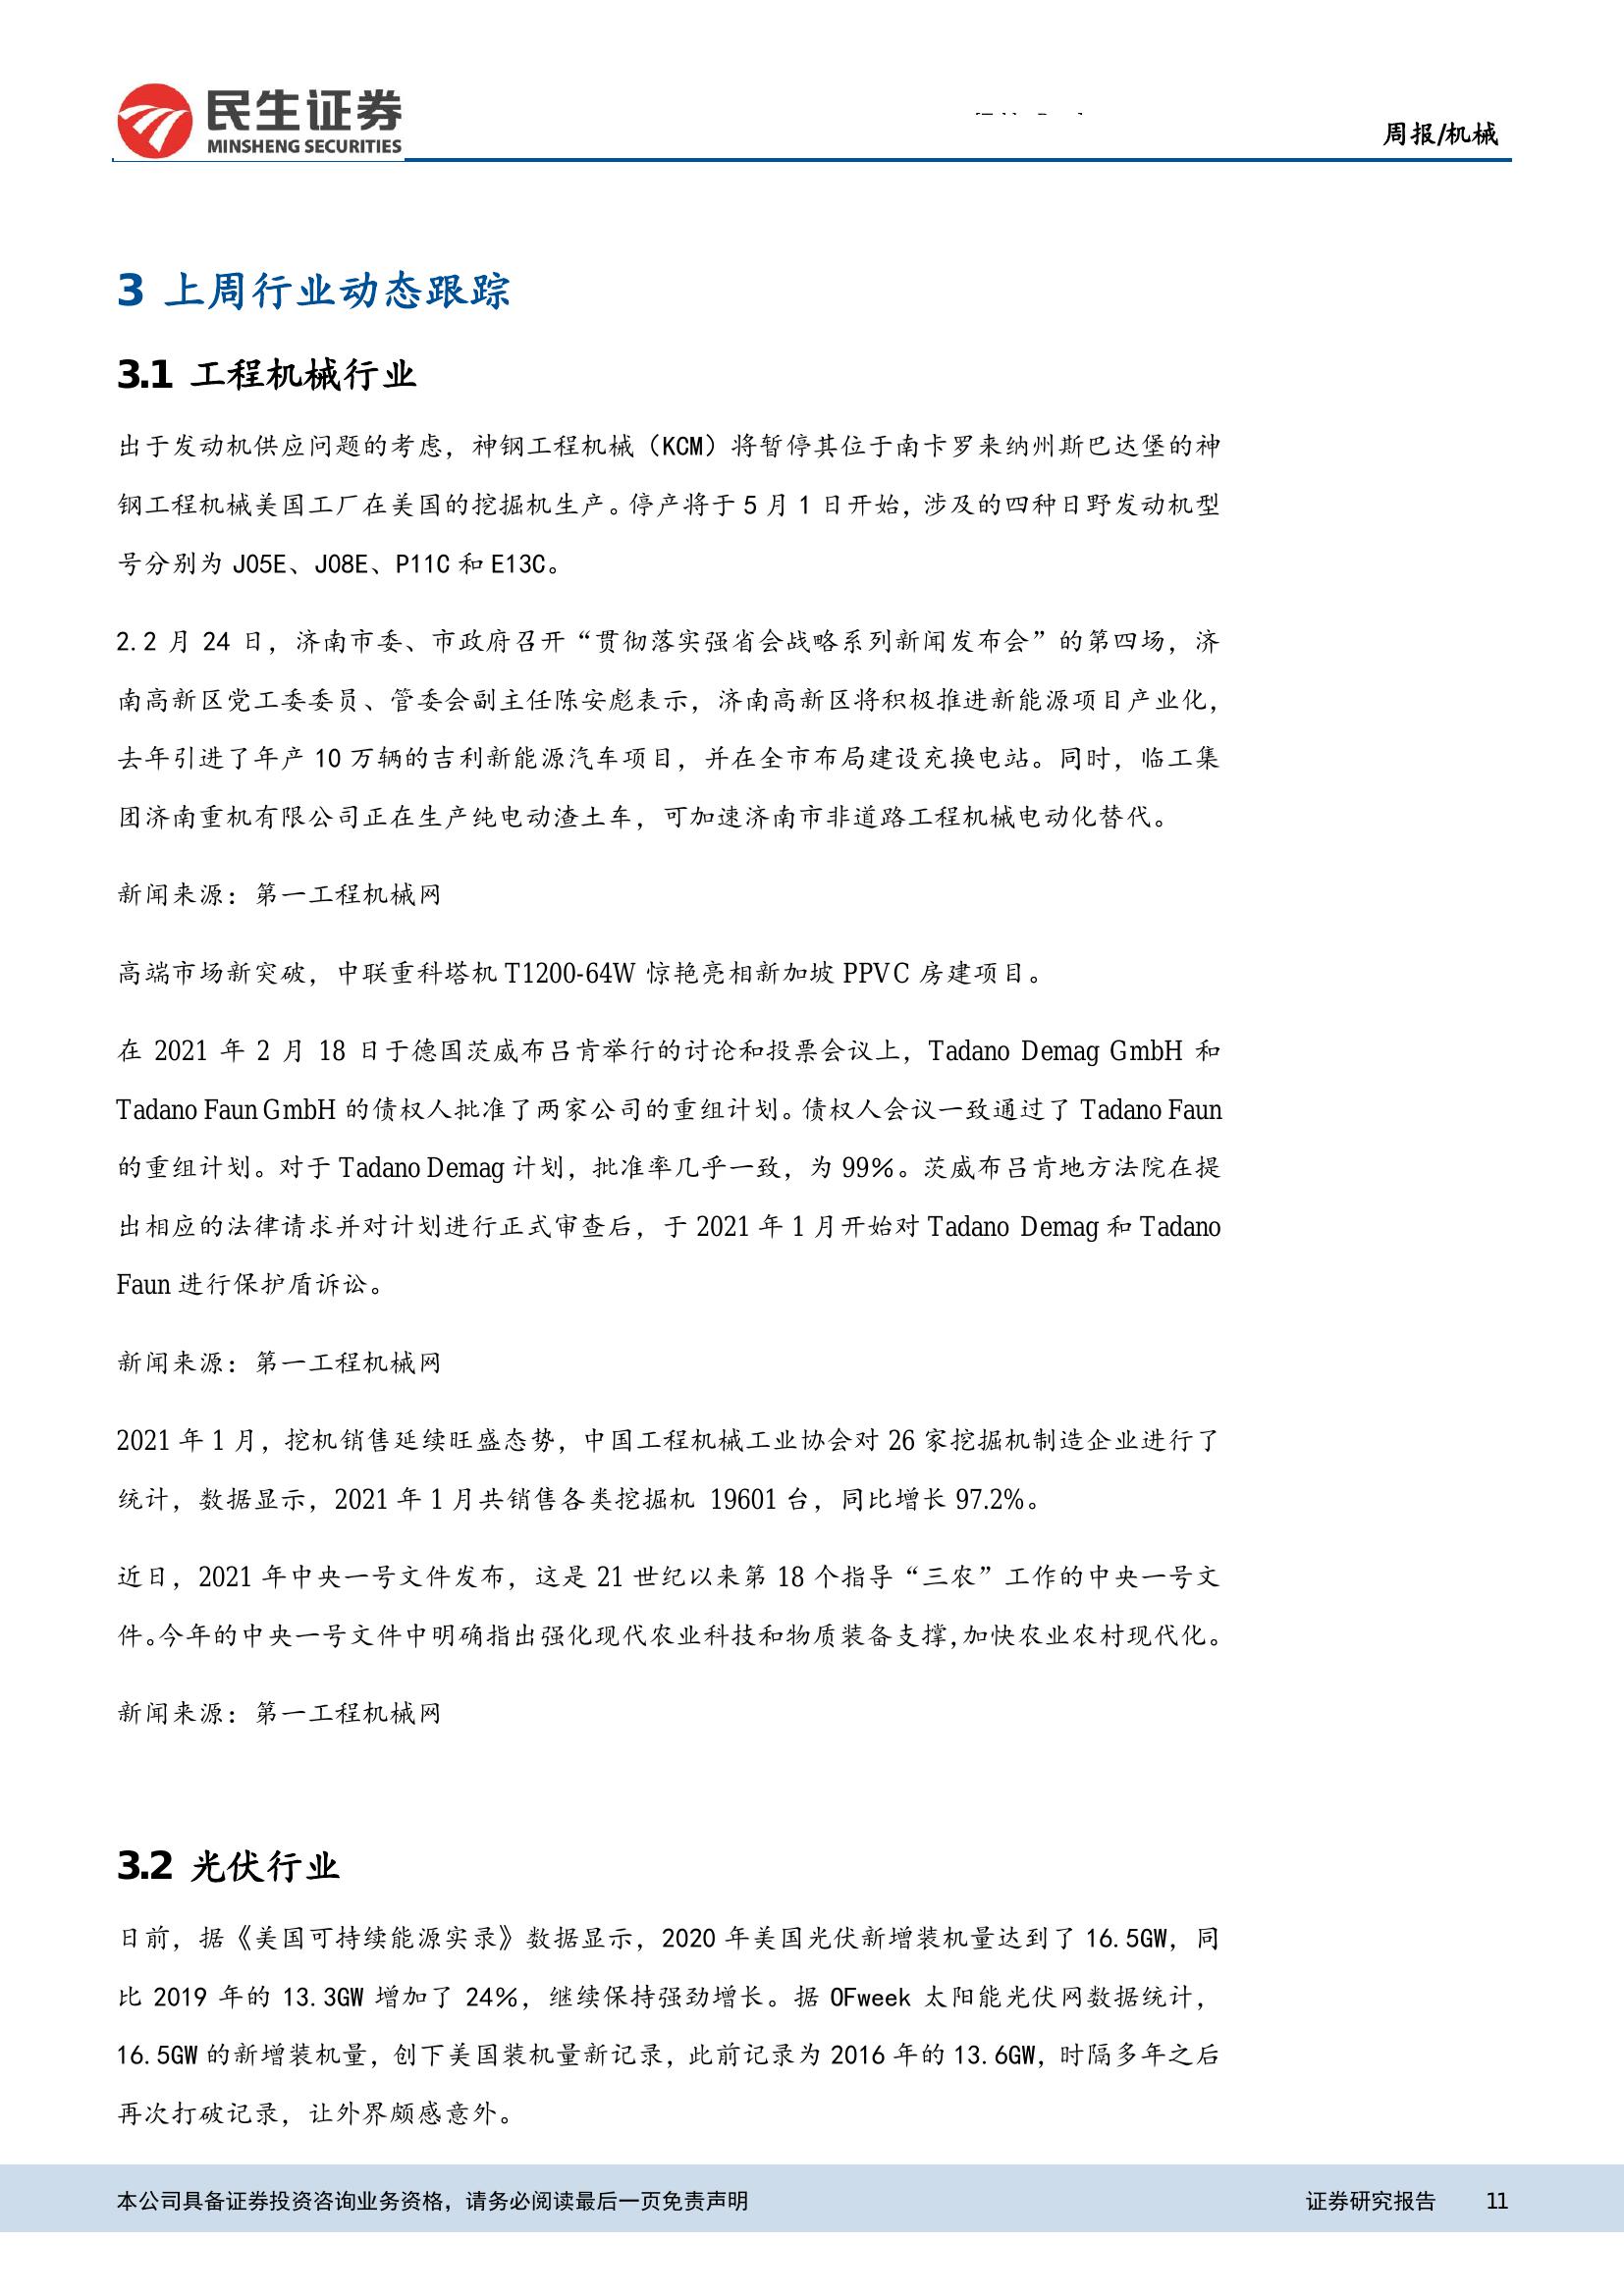 民生证券
MINSHENG SECURITIES
周报/机械
3 上周行业动态跟踪
3.1 工程机械行业
出于发动机供应问题的考虑，神钢工程机械（KCM）将暂停其位于南卡罗来纳州斯巴达堡的神
钢工程机械美国工厂在美国的挖掘机生产。停产将于 5 月 1 日开始，涉及的四种日野发动机型
号分别为 J05E、J08E、P11C 和 E13C。
2.2 月 24 日，济南市委、市政府召开“贯彻落实强省会战略系列新闻发布会”的第四场，济
南高新区党工委委员、管委会副主任陈安彪表示，济南高新区将积极推进新能源项目产业化，
去年引进了年产 10 万辆的吉利新能源汽车项目，并在全市布局建设充换电站。同时，临工集
团济南重机有限公司正在生产纯电动渣土车，可加速济南市非道路工程机械电动化替代。
新闻来源：第一工程机械网
高端市场新突破，中联重科塔机 T1200-64W 惊艳亮相新加坡 PPVC 房建项目。
在 2021 年 2 月 18 日于德国茨威布吕肯举行的讨论和投票会议上，Tadano Demag GmbH 和
Tadano Faun GmbH 的债权人批准了两家公司的重组计划。债权人会议一致通过了 Tadano Faun
的重组计划。对于 Tadano Demag 计划，批准率几乎一致，为 99％。茨威布吕肯地方法院在提
出相应的法律请求并对计划进行正式审查后，于 2021 年 1 月开始对 Tadano Demag 和 Tadano
Faun 进行保护盾诉讼。
新闻来源：第一工程机械网
2021 年 1 月，挖机销售延续旺盛态势，中国工程机械工业协会对 26 家挖掘机制造企业进行了
统计，数据显示，2021 年 1 月共销售各类挖掘机 19601 台，同比增长 97.2%。
近日，2021 年中央一号文件发布，这是 21 世纪以来第 18 个指导“三农”工作的中央一号文
件。今年的中央一号文件中明确指出强化现代农业科技和物质装备支撑，加快农业农村现代化。
新闻来源：第一工程机械网
3.2 光伏行业
日前，据《美国可持续能源实录》数据显示，2020 年美国光伏新增装机量达到了 16.5GW，同
比 2019 年的 13.3GW 增加了 24％，继续保持强劲增长。据 OFweek 太阳能光伏网数据统计，
16.5GW 的新增装机量，创下美国装机量新记录，此前记录为 2016 年的 13.6GW，时隔多年之后
再次打破记录，让外界颇感意外。
本公司具备证券投资咨询业务资格，请务必阅读最后一页免责声明
证券研究报告 11